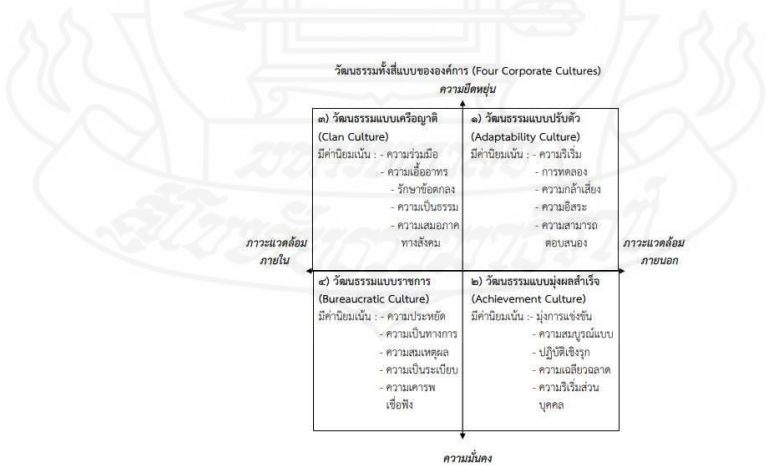 วัฒนธรรมทั้งสี่แบบขององค์การ (Four Corporate Cultures)
ความยืดหยุ่น
๓) วัฒนธรรมแบบเครือญาติ
(Clan Culture)
มีค่านิยมเน้น : - ความร่วมมือ
- ความเอื้ออาทร
- รักษาข้อตกลง
- ความเป็นธรรม
- ความเสมอภาค
ทางสังคม
๑) วัฒนธรรมแบบปรับตัว
(Adaptability Culture)
มีค่านิยมเน้น : - ความริเริ่ม
- การทดลอง
- ความกล้าเสี่ยง
- ความอิสระ
- ความสามารถ
ตอบสนอง
ภาวะแวดล้อม
ภายใน
ภาวะแวดล้อม
ภายนอก
๔) วัฒนธรรมแบบราชการ
(Bureaucratic Culture)
มีค่านิยมเน้น : - ความประหยัด
- ความเป็นทางการ
- ความสมเหตุผล
- ความเป็นระเบียบ
- ความเคารพ
เชื่อฟัง
๒) วัฒนธรรมแบบมุ่งผลสำเร็จ
(Achievement Culture)
มีค่านิยมเน้น :- มุ่งการแข่งขัน
- ความสมบูรณ์แบบ
- ปฏิบัติเชิงรุก
- ความเฉลียวฉลาด
- ความริเริ่มส่วน
บุคคล
ความมั่นคง